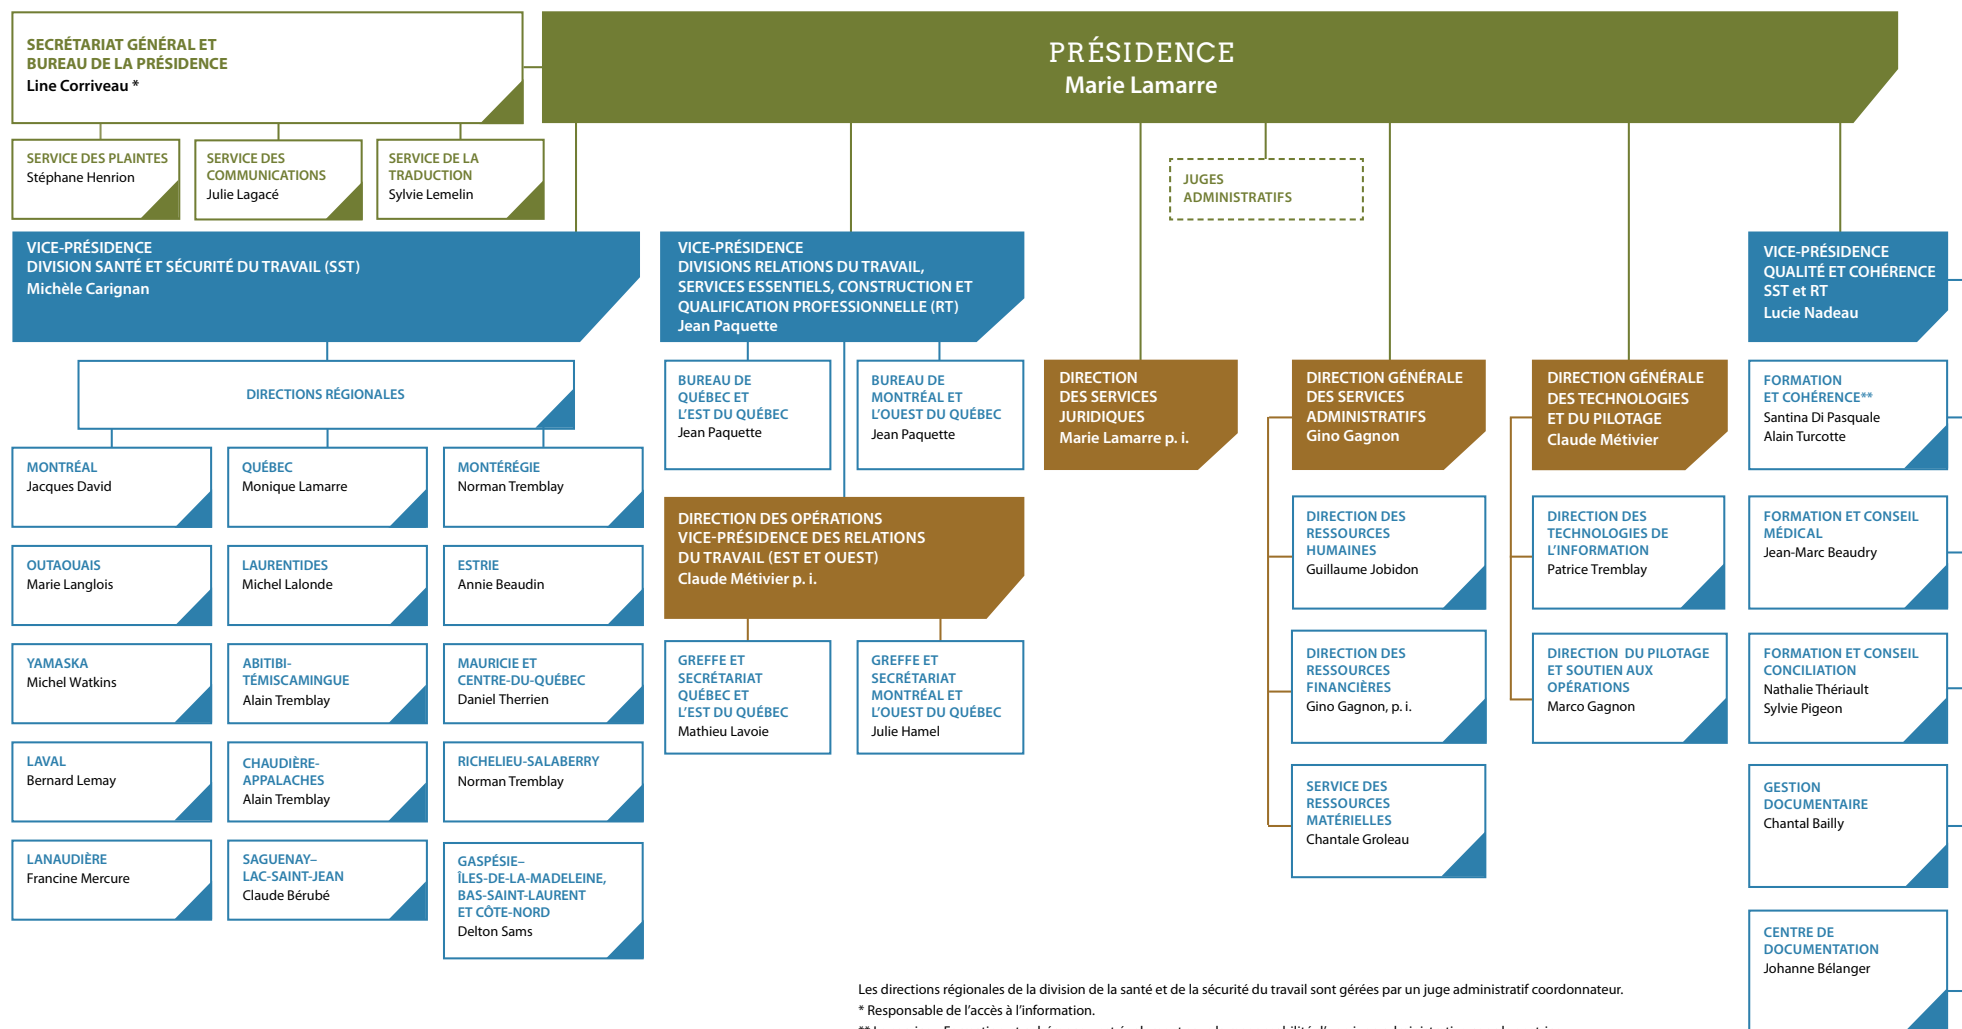 SECRÉTARIAT GÉNÉRAL ET
BUREAU DE LA PRÉSIDENCE
Line Corriveau *
PRÉSIDENCE
Marie Lamarre
SERVICE DES PLAINTES
Stéphane Henrion
SERVICE DES
COMMUNICATIONS
Julie Lagacé
SERVICE DE LA
TRADUCTION
Sylvie Lemelin
JUGES
ADMINISTRATIFS
VICE-PRÉSIDENCE
DIVISION SANTÉ ET SÉCURITÉ DU TRAVAIL (SST)
Michèle Carignan
VICE-PRÉSIDENCE
DIVISIONS RELATIONS DU TRAVAIL,
SERVICES ESSENTIELS, CONSTRUCTION ET
QUALIFICATION PROFESSIONNELLE (RT)
Jean Paquette
VICE-PRÉSIDENCE
QUALITÉ ET COHÉRENCE
SST et RT
Lucie Nadeau
DIRECTIONS RÉGIONALES
MONTRÉAL
Jacques David
QUÉBEC
Monique Lamarre
MONTÉRÉGIE
Norman Tremblay
OUTAOUAIS
Marie Langlois
LAURENTIDES
Michel Lalonde
ESTRIE
Annie Beaudin
YAMASKA
Michel Watkins
ABITIBI-
TÉMISCAMINGUE
Alain Tremblay
MAURICIE ET
CENTRE-DU-QUÉBEC
Daniel Therrien
LAVAL
Bernard Lemay
CHAUDIÈRE-
APPALACHES
Alain Tremblay
RICHELIEU-SALABERRY
Norman Tremblay
LANAUDIÈRE
Francine Mercure
SAGUENAY–
LAC-SAINT-JEAN
Claude Bérubé
GASPÉSIE–
ÎLES-DE-LA-MADELEINE,
BAS-SAINT-LAURENT
ET CÔTE-NORD
Delton Sams
BUREAU DE
QUÉBEC ET
L'EST DU QUÉBEC
Jean Paquette
BUREAU DE
MONTRÉAL ET
L'OUEST DU QUÉBEC
Jean Paquette
DIRECTION DES OPÉRATIONS
VICE-PRÉSIDENCE DES RELATIONS
DU TRAVAIL (EST ET OUEST)
Claude Métivier p. i.
GREFFE ET
SECRÉTARIAT
QUÉBEC ET
L'EST DU QUÉBEC
Mathieu Lavoie
GREFFE ET
SECRÉTARIAT
MONTRÉAL ET
L'OUEST DU QUÉBEC
Julie Hamel
DIRECTION
DES SERVICES
JURIDIQUES
Marie Lamarre p. i.
DIRECTION GÉNÉRALE
DES SERVICES
ADMINISTRATIFS
Gino Gagnon
DIRECTION DES
RESSOURCES
HUMAINES
Guillaume Jobidon
DIRECTION DES
RESSOURCES
FINANCIÈRES
Gino Gagnon, p. i.
SERVICE DES
RESSOURCES
MATÉRIELLES
Chantale Groleau
DIRECTION GÉNÉRALE
DES TECHNOLOGIES
ET DU PILOTAGE
Claude Métivier
DIRECTION DES
TECHNOLOGIES DE
L'INFORMATION
Patrice Tremblay
DIRECTION DU PILOTAGE
ET SOUTIEN AUX
OPÉRATIONS
Marco Gagnon
FORMATION
ET COHÉRENCE**
Santina Di Pasquale
Alain Turcotte
FORMATION ET CONSEIL
MÉDICAL
Jean-Marc Beaudry
FORMATION ET CONSEIL
CONCILIATION
Nathalie Thériault
Sylvie Pigeon
GESTION
DOCUMENTAIRE
Chantal Bailly
CENTRE DE
DOCUMENTATION
Johanne Bélanger
Les directions régionales de la division de la santé et de la sécurité du travail sont gérées par un juge administratif coordonnateur.
* Responsable de l'accès à l'information.